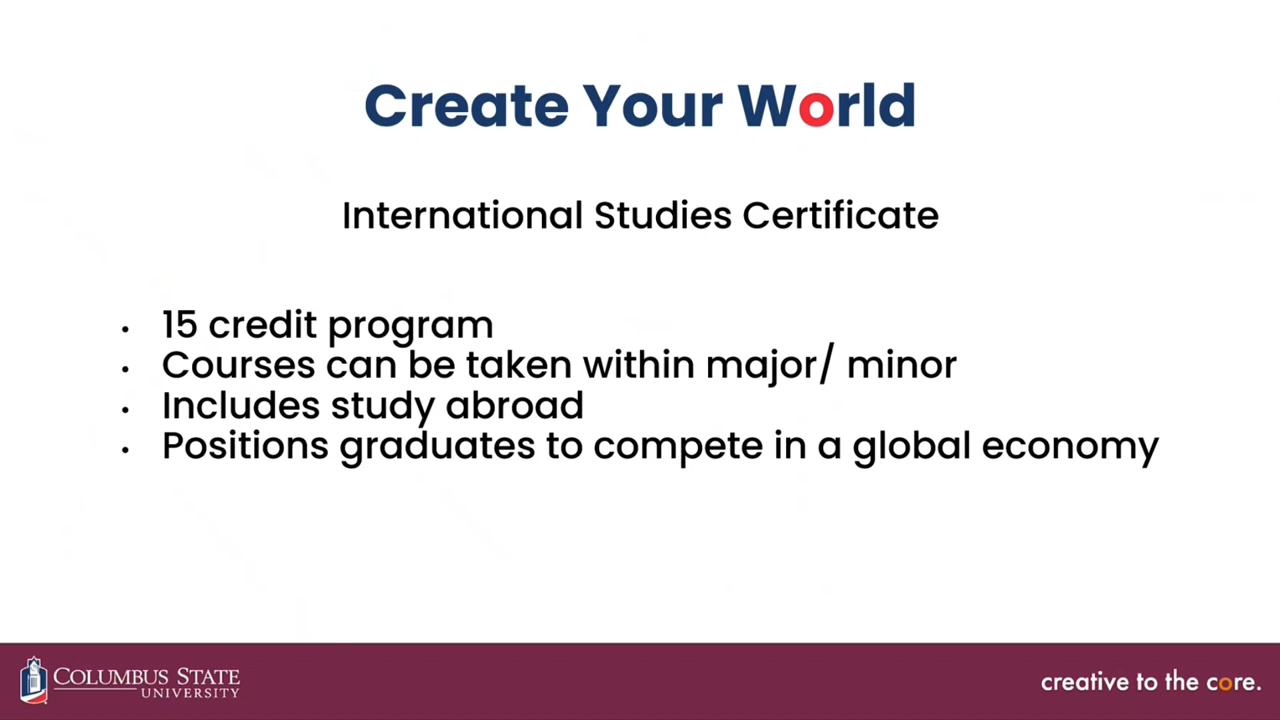 Create Your World
International Studies Certificate
• 15 credit program
• Courses can be taken within major/ minor
• Includes study abroad
• Positions graduates to compete in a global economy
COLUMBUS STATE
UNIVERSITY
creative to the core.